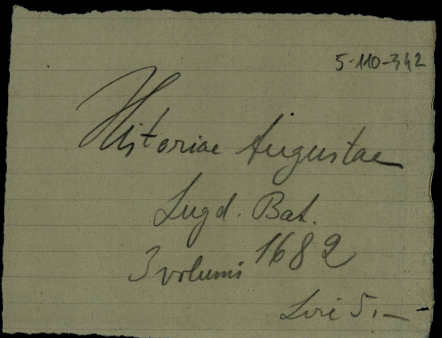 5-110-342
Historiae Augustae
Lugd. Bat.
3 volumi 1682
Lire 5.—